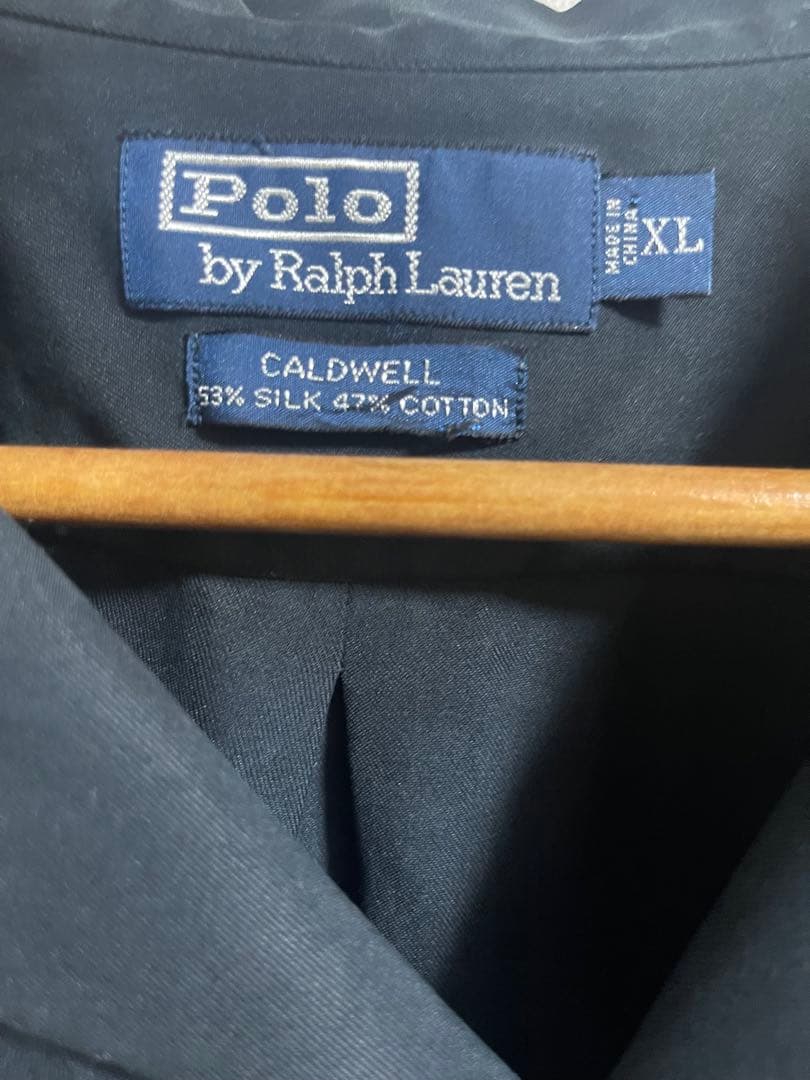 Polo
by Ralph Lauren
MADE IN
CHINA
XL
CALDWELL
53% SILK 47% COTTON